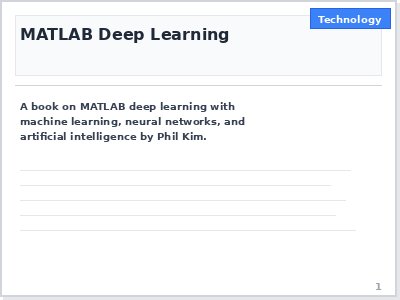 Technology
MATLAB Deep Learning
A book on MATLAB deep learning with
machine learning, neural networks, and
artificial intelligence by Phil Kim.
1